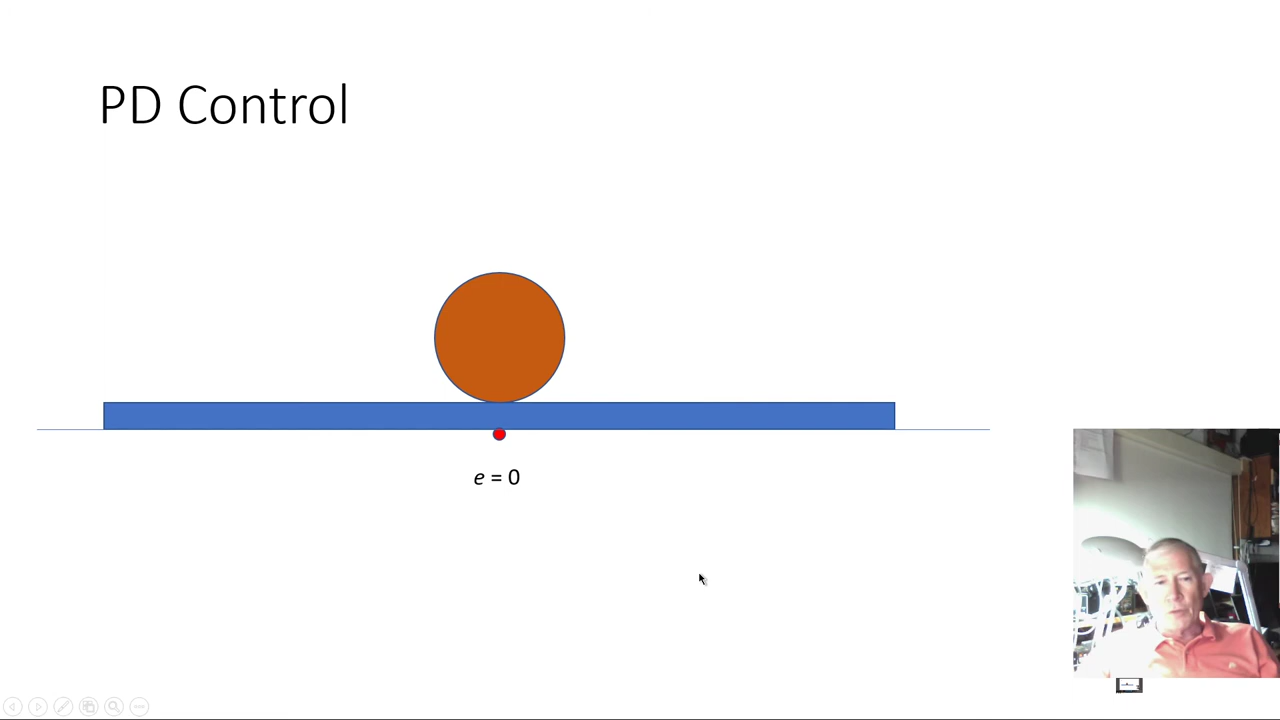 PD Control
e = 0